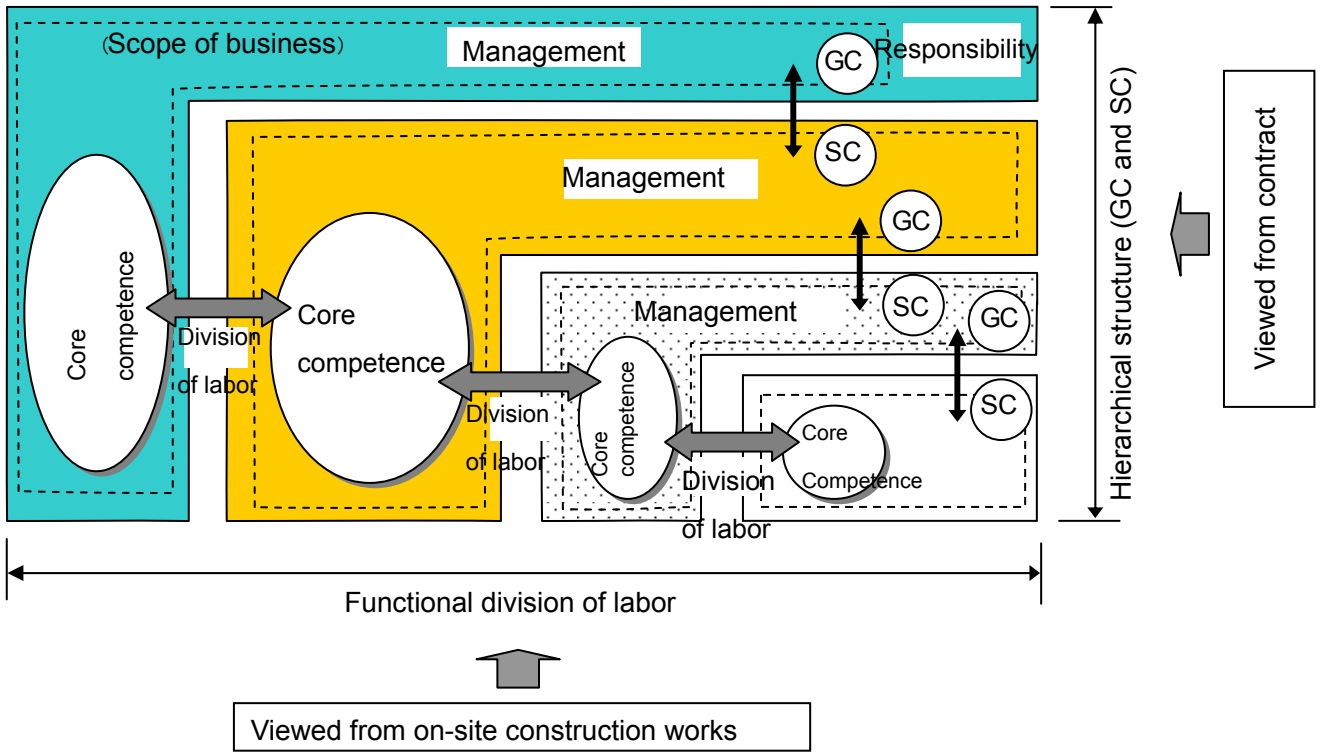 (Scope of business)
Management
GC
Responsibility
SC
Management
GC
SC
Management
GC
SC
Core
competence
Division
of labor
Core
competence
Division
of labor
Core
competence
Division
of labor
Core
Competence
Hierarchical structure (GC and SC)
Viewed from contract
Functional division of labor
Viewed from on-site construction works